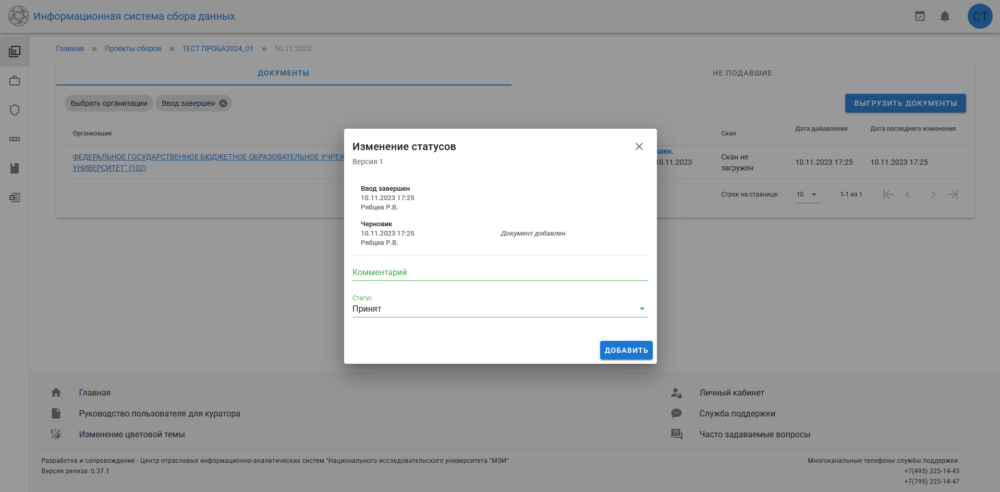 Информационная система сбора данных
СТ
Главная » Проекты сборов » ТЕСТ ПРОБА2024_01 » 10.11.2023
ДОКУМЕНТЫ
НЕ ПОДАВШИЕ
Выбрать организации
Ввод завершен
ВЫГРУЗИТЬ ДОКУМЕНТЫ
Организация
Скан
Дата добавления
Дата последнего изменения
ФЕДЕРАЛЬНОЕ ГОСУДАРСТВЕННОЕ БЮДЖЕТНОЕ ОБРАЗОВАТЕЛЬНОЕ
УНИВЕРСИТЕТ" (102)
10.11.2023
Скан не
загружен
10.11.2023 17:25
10.11.2023 17:25
Строк на странице:
10
1-1 из 1
Изменение статусов
Версия 1
Ввод завершен
10.11.2023 17:25
Рябцев Р.В.
Черновик
10.11.2023 17:25
Документ добавлен
Рябцев Р.В.
Комментарий
Статус
Принят
ДОБАВИТЬ
Главная
Руководство пользователя для куратора
Изменение цветовой темы
Личный кабинет
Служба поддержки
Часто задаваемые вопросы
Разработка и сопровождение - Центр отраслевых информационно-аналитических систем "Национального исследовательского университета "МЭИ"
Версия релиза: 0.37.1
Многоканальные телефоны службы поддержки:
+7(495) 225-14-43
+7(795) 225-14-47